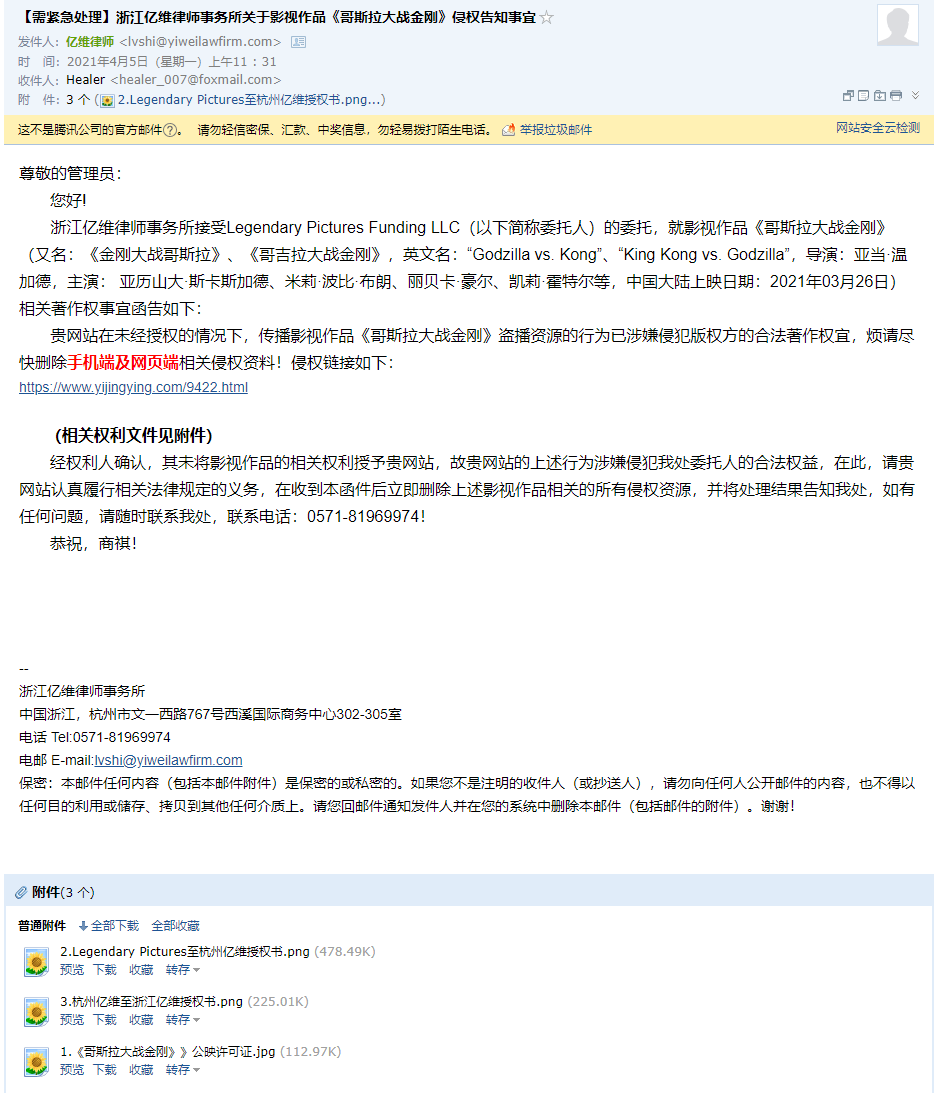 【需紧急处理】浙江亿维律师事务所关于影视作品《哥斯拉大战金刚》侵权告知事宜☆
发件人：亿维律师 <lvshi@yiweilawfirm.com>
时　间：2021年4月5日（星期一）上午11：31
收件人：Healer <healer_007@foxmail.com>
附　件：3 个 (2.Legendary Pictures至杭州亿维授权书.png...)
这不是腾讯公司的官方邮件?。 请勿轻信密保、汇款、中奖信息，勿轻易拨打陌生电话。 举报垃圾邮件 网站安全云检测
尊敬的管理员：
您好!
浙江亿维律师事务所接受Legendary Pictures Funding LLC（以下简称委托人）的委托，就影视作品《哥斯拉大战金刚》
（又名：《金刚大战哥斯拉》、《哥吉拉大战金刚》，英文名：“Godzilla vs. Kong”、“King Kong vs. Godzilla”，导演：亚当·温
加德，主演： 亚历山大·斯卡斯加德、米莉·波比·布朗、丽贝卡·豪尔、凯莉·霍特尔等，中国大陆上映日期：2021年03月26日）
相关著作权事宜函告如下：
贵网站在未经授权的情况下，传播影视作品《哥斯拉大战金刚》盗播资源的行为已涉嫌侵犯版权方的合法著作权宜，烦请尽
快删除手机端及网页端相关侵权资料！侵权链接如下：
https://www.yijingying.com/9422.html
(相关权利文件见附件)
经权利人确认，其未将影视作品的相关权利授予贵网站，故贵网站的上述行为涉嫌侵犯我处委托人的合法权益，在此，请贵
网站认真履行相关法律规定的义务，在收到本函件后立即删除上述影视作品相关的所有侵权资源，并将处理结果告知我处，如有
任何问题，请随时联系我处，联系电话：0571-81969974！
恭祝，商祺！
--
浙江亿维律师事务所
中国浙江，杭州市文一西路767号西溪国际商务中心302-305室
电话 Tel:0571-81969974
电邮 E-mail:lvshi@yiweilawfirm.com
保密：本邮件任何内容（包括本邮件附件）是保密的或私密的。如果您不是注明的收件人（或抄送人），请勿向任何人公开邮件的内容，也不得以
任何目的利用或储存、拷贝到其他任何介质上。请您回邮件通知发件人并在您的系统中删除本邮件（包括邮件的附件）。谢谢！
附件(3 个)
普通附件 全部下载 全部收藏
2.Legendary Pictures至杭州亿维授权书.png (478.49K)
预览 下载 收藏 转存
3.杭州亿维至浙江亿维授权书.png (225.01K)
预览 下载 收藏 转存
1.《哥斯拉大战金刚》》公映许可证.jpg (112.97K)
预览 下载 收藏 转存